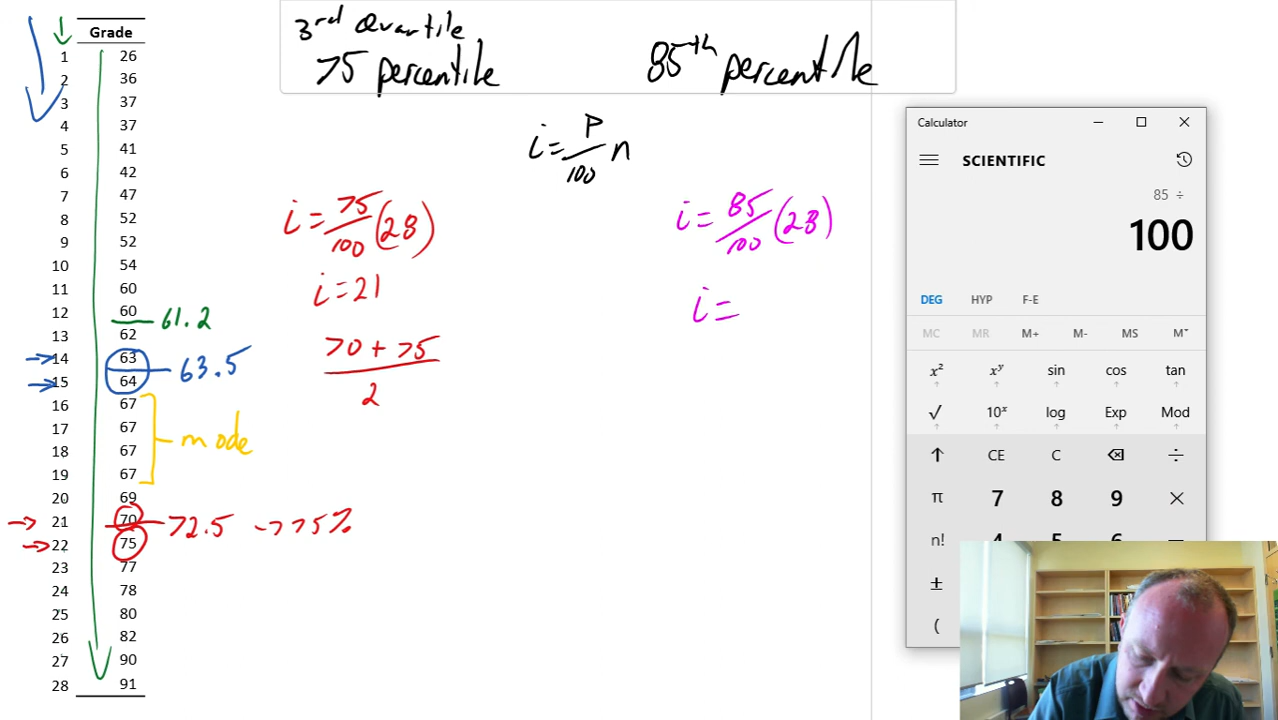 Grade
1 26
2 36
3 37
4 37
5 41
6 42
7 47
8 52
9 52
10 54
11 60
12 60
13 62
14 63
15 64
16 67
17 67
18 67
19 67
20 69
21 70
22 75
23 77
24 78
25 80
26 82
27 90
28 91
61.2
63.5
mode
72.5 → 75%
3rd Quartile
75 percentile
85th percentile
i = P/100 n
i = 75/100 (28)
i = 21
70 + 75
2
i = 85/100 (28)
i =
Calculator
SCIENTIFIC
85 ÷
100
DEG HYP F-E
MC MR M+ M- MS M˅
x² xʸ sin cos tan
√ 10ˣ log Exp Mod
↑ CE C ⌫ ÷
π 7 8 9 ×
n! 4 5 6 −
±
(